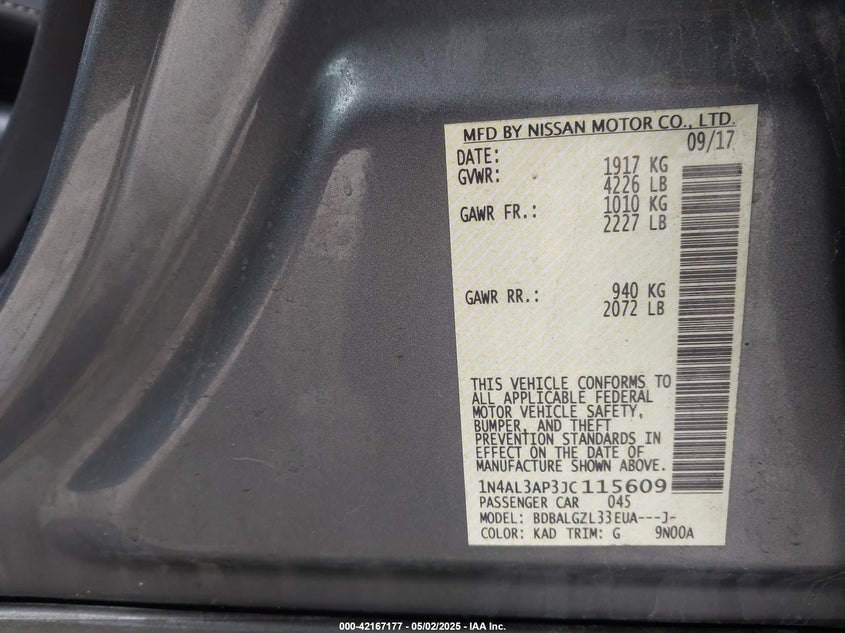 MFD BY NISSAN MOTOR CO., LTD.
DATE: 09/17
GVWR: 1917 KG
4226 LB
GAWR FR.: 1010 KG
2227 LB
GAWR RR.: 940 KG
2072 LB
THIS VEHICLE CONFORMS TO
ALL APPLICABLE FEDERAL
MOTOR VEHICLE SAFETY,
BUMPER, AND THEFT
PREVENTION STANDARDS IN
EFFECT ON THE DATE OF
MANUFACTURE SHOWN ABOVE.
1N4AL3AP3JC115609
PASSENGER CAR 045
MODEL: BDBALGZL33EUA---J-
COLOR: KAD TRIM: G 9N00A
000-42167177 - 05/02/2025 - IAA Inc.